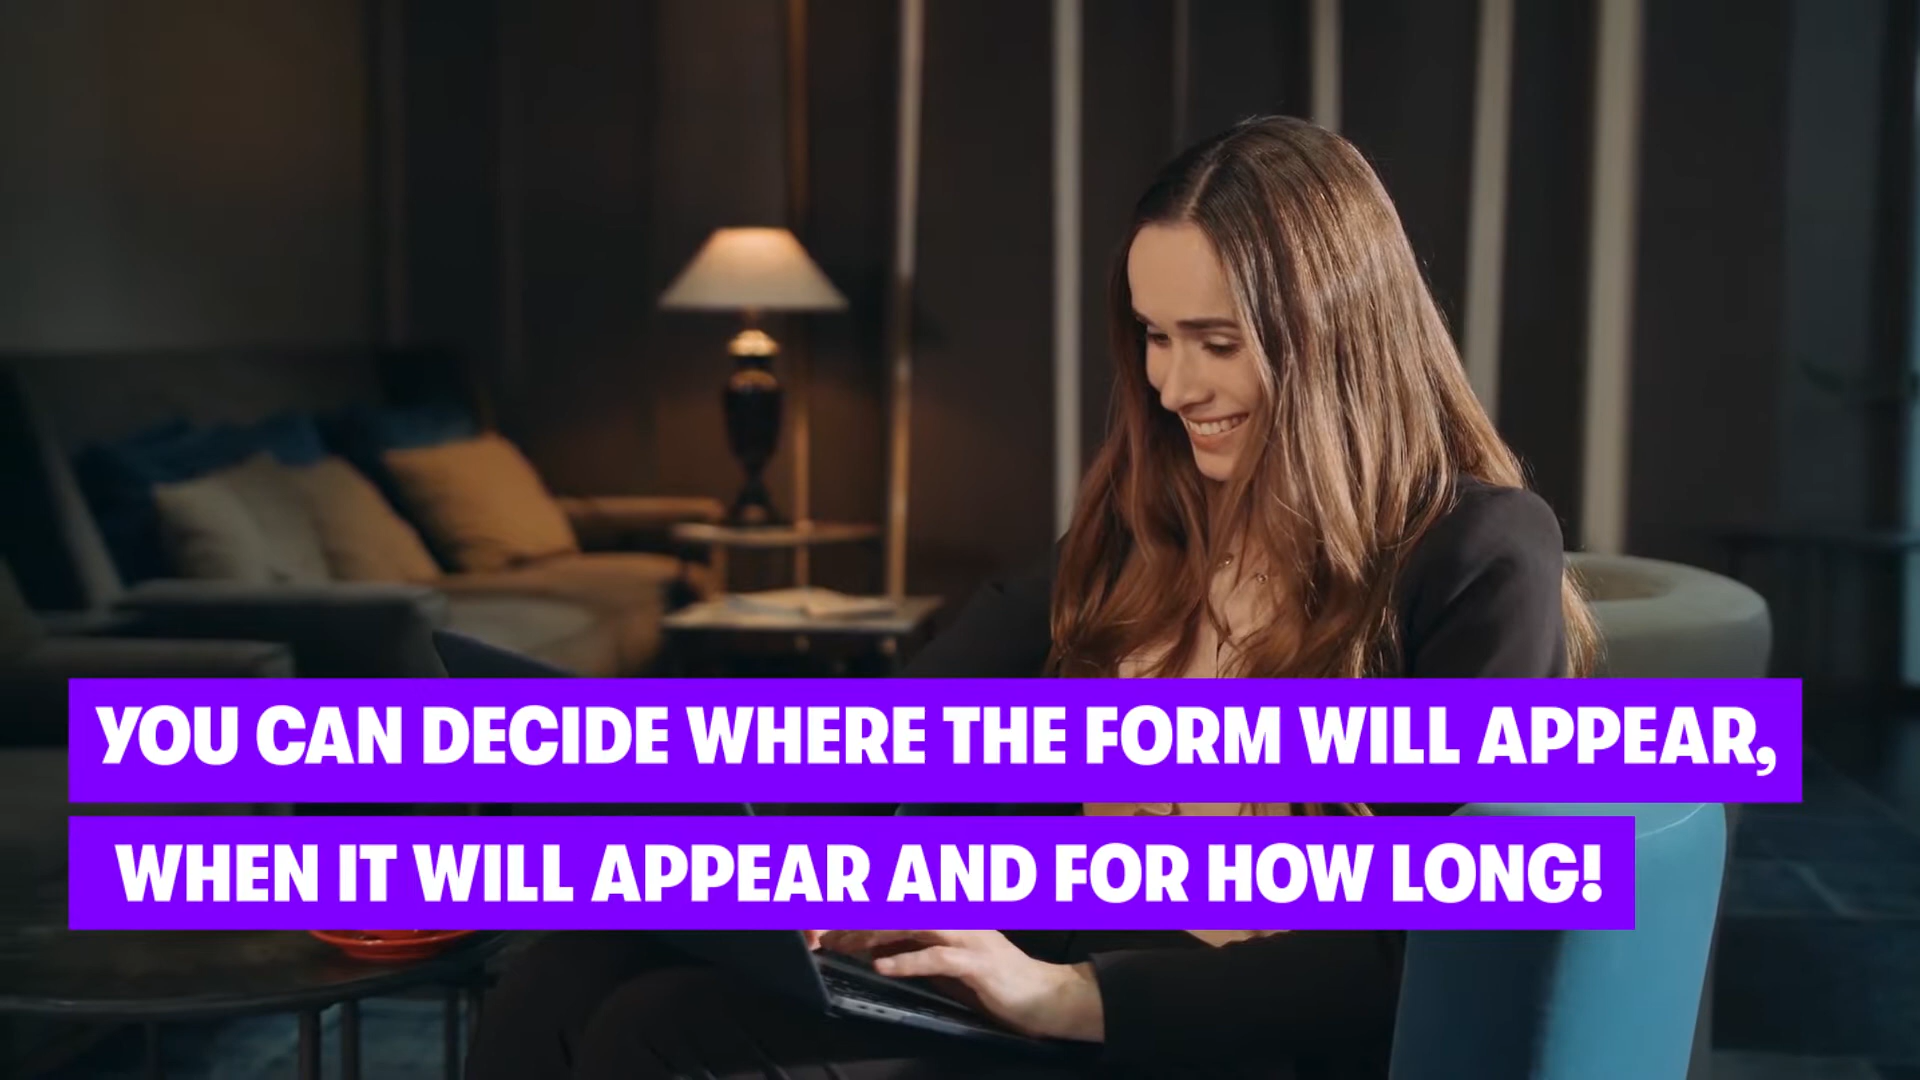 YOU CAN DECIDE WHERE THE FORM WILL APPEAR,
WHEN IT WILL APPEAR AND FOR HOW LONG!